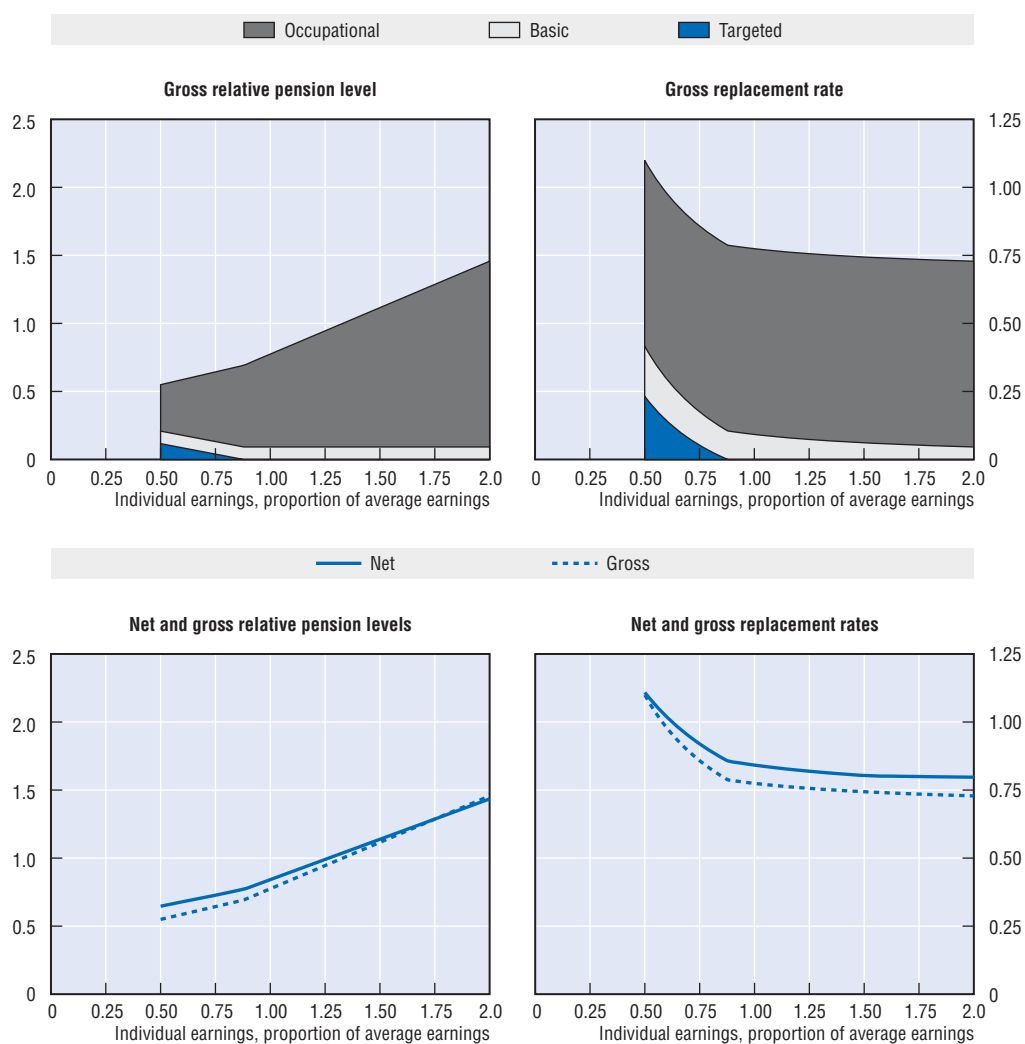 Occupational Basic Targeted
Gross relative pension level
2.5
2.0
1.5
1.0
0.5
0
0 0.25 0.50 0.75 1.00 1.25 1.50 1.75 2.0
Individual earnings, proportion of average earnings
Gross replacement rate
1.25
1.00
0.75
0.50
0.25
0
0 0.25 0.50 0.75 1.00 1.25 1.50 1.75 2.0
Individual earnings, proportion of average earnings
Net Gross
Net and gross relative pension levels
2.5
2.0
1.5
1.0
0.5
0
0 0.25 0.50 0.75 1.00 1.25 1.50 1.75 2.0
Individual earnings, proportion of average earnings
Net and gross replacement rates
1.25
1.00
0.75
0.50
0.25
0
0 0.25 0.50 0.75 1.00 1.25 1.50 1.75 2.0
Individual earnings, proportion of average earnings